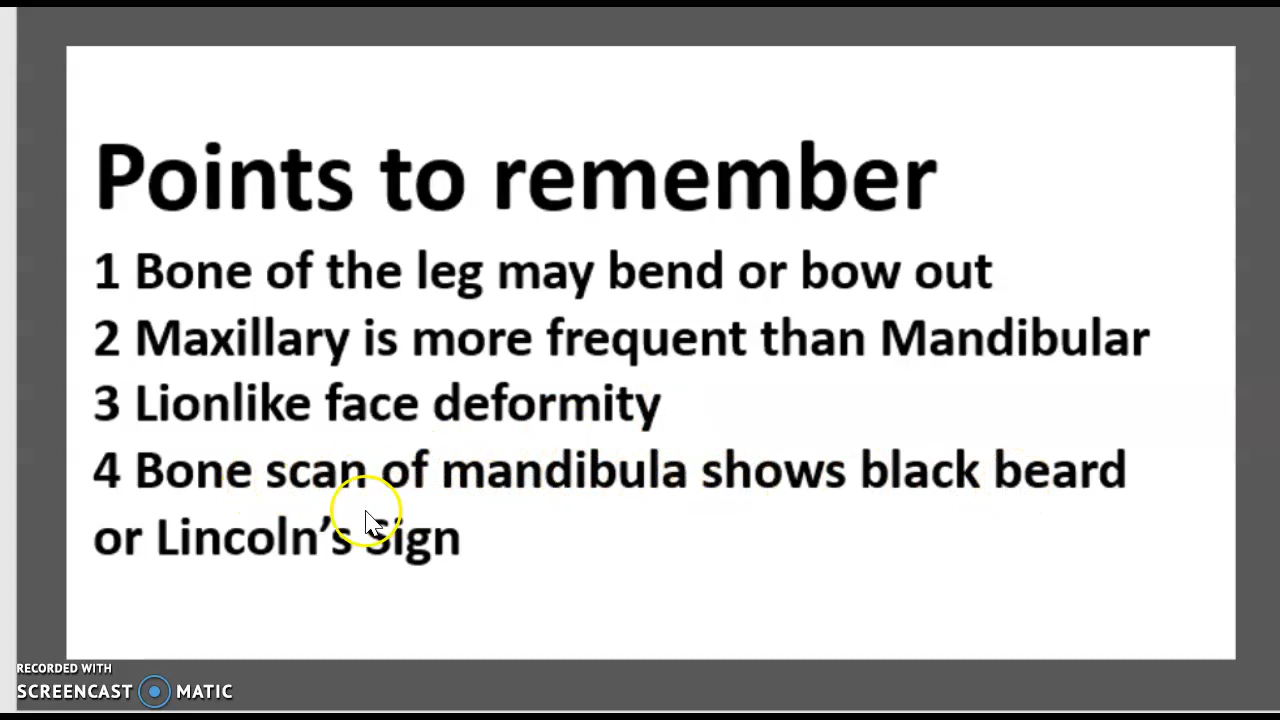 Points to remember
1 Bone of the leg may bend or bow out
2 Maxillary is more frequent than Mandibular
3 Lionlike face deformity
4 Bone scan of mandibula shows black beard
or Lincoln’s Sign
RECORDED WITH
SCREENCAST MATIC